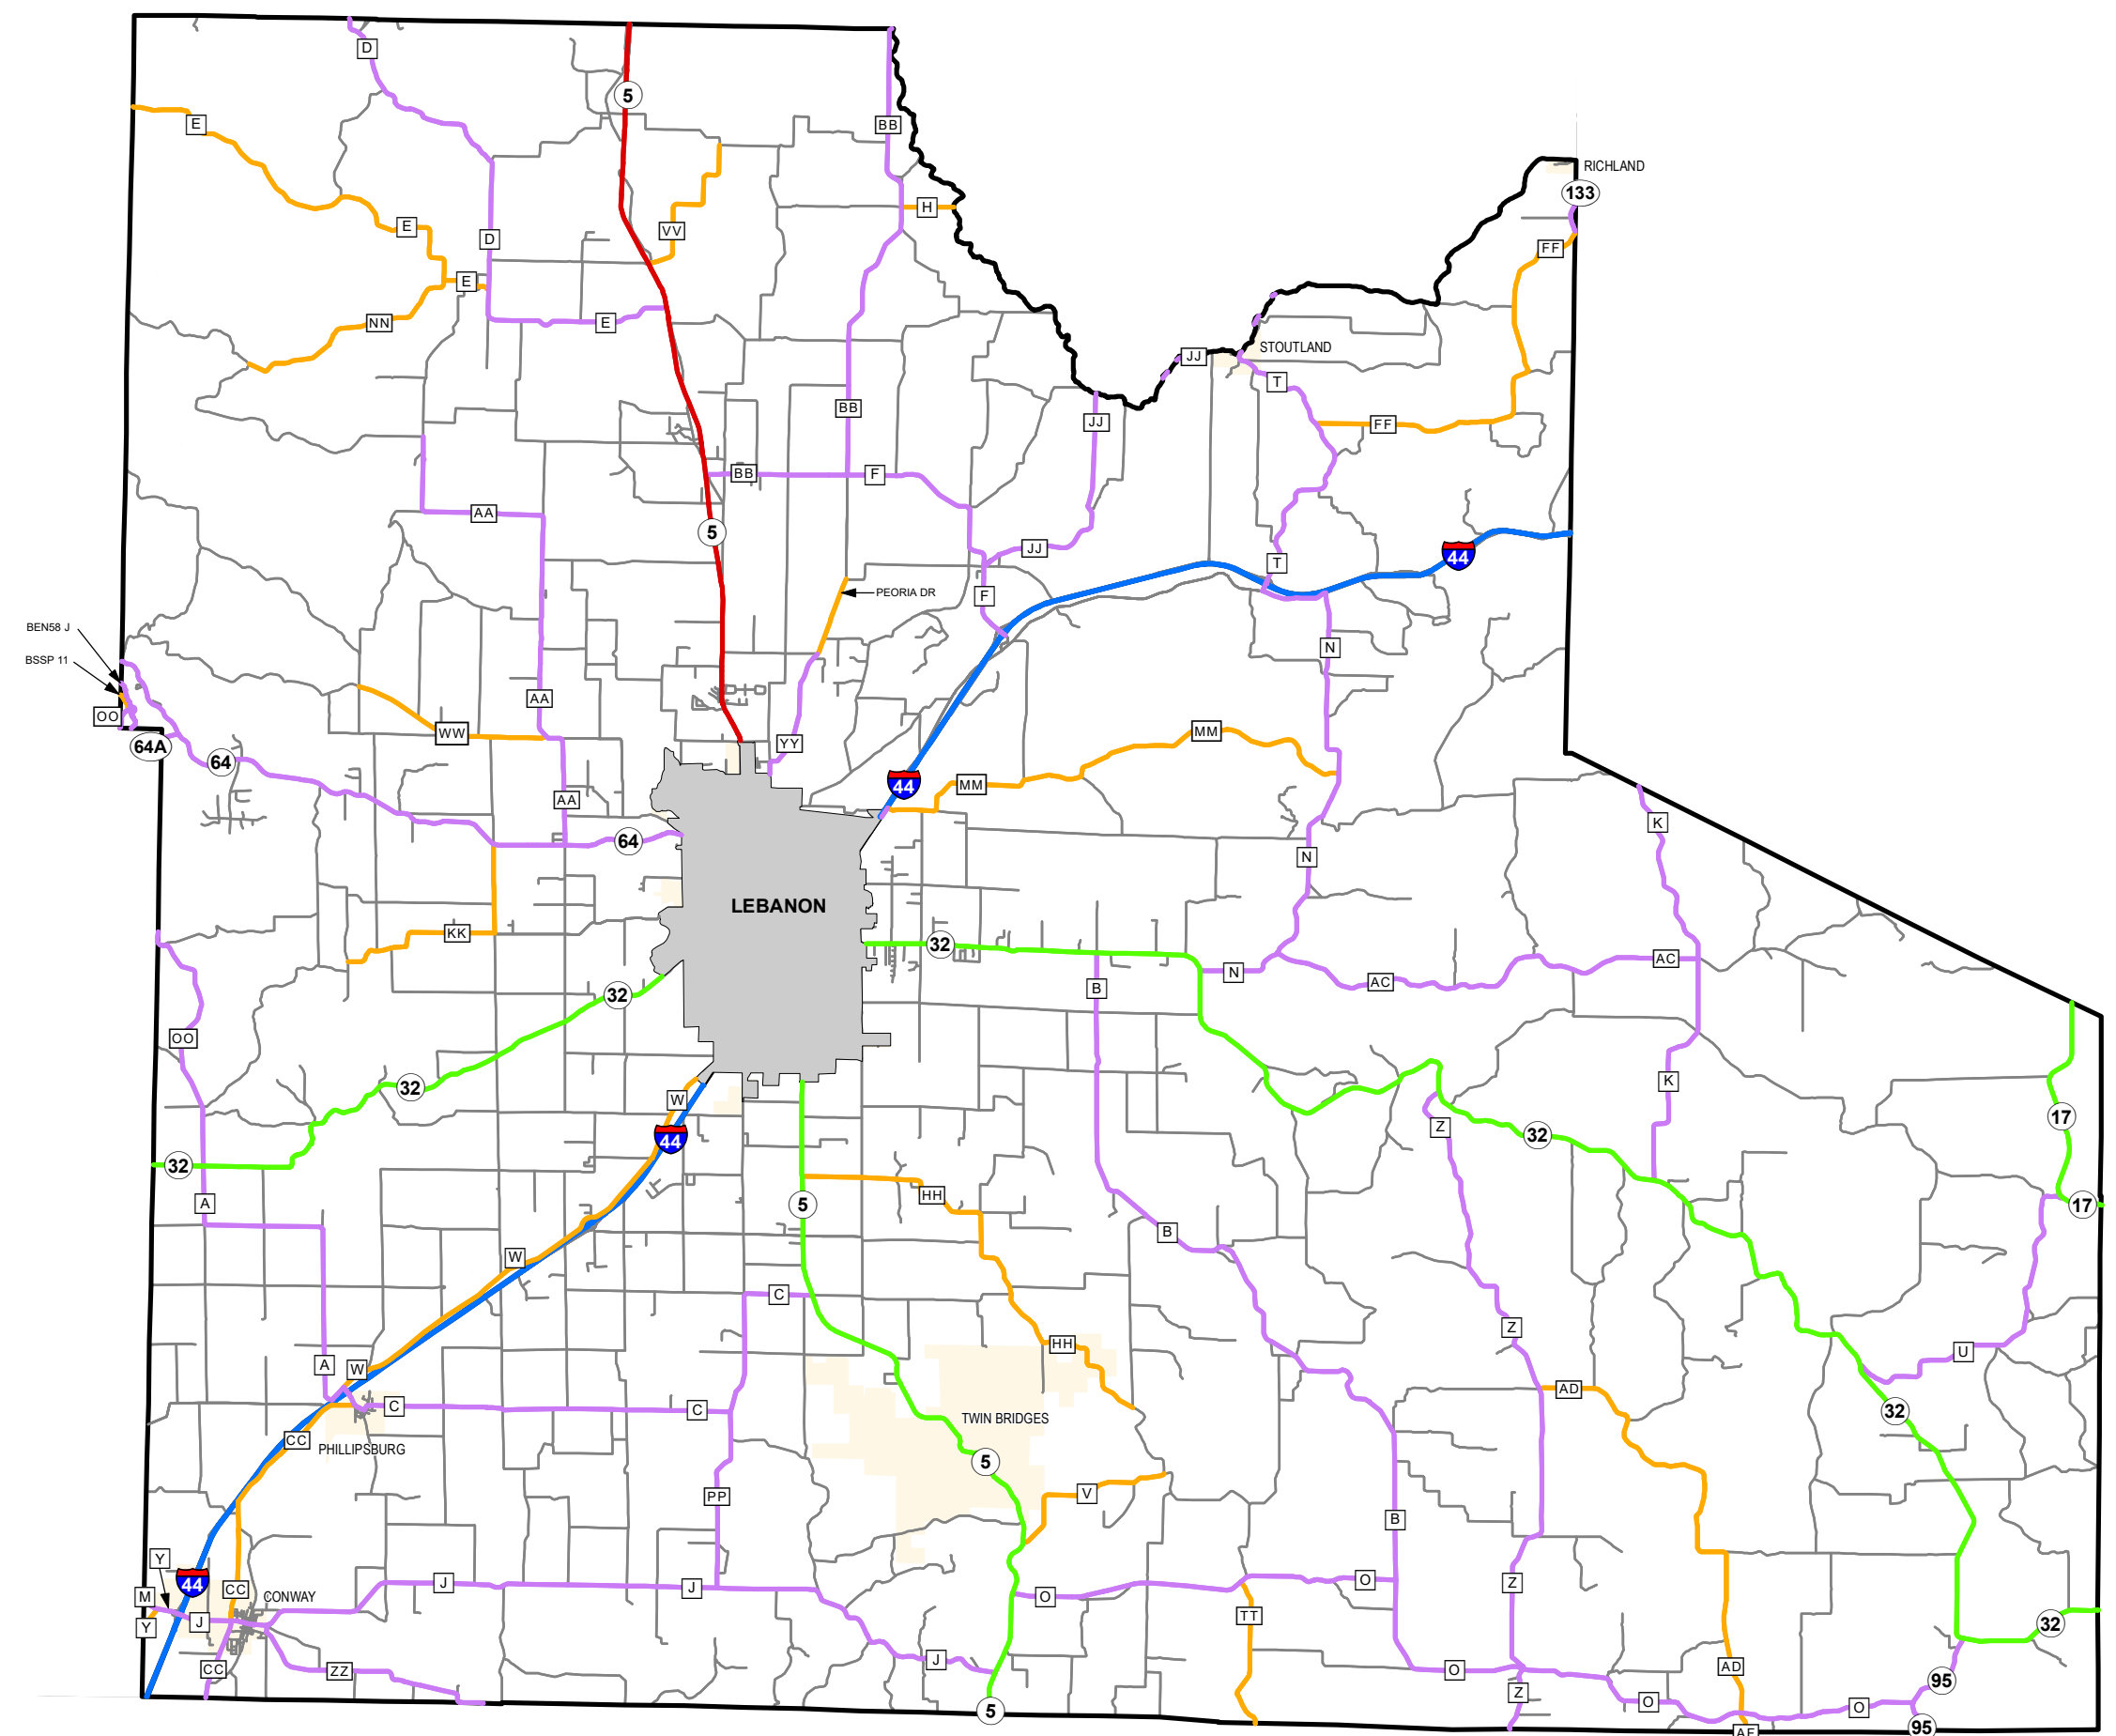 D
5
E
BB
RICHLAND
133
H
E
VV
D
FF
E
NN
E
STOUTLAND
JJ
T
BB
JJ
FF
BB
F
AA
5
JJ
44
T
PEORIA DR
F
BEN58 J
N
BSSP 11
AA
OO
WW
MM
64A
YY
64
44
MM
AA
K
64
N
LEBANON
KK
32
AC
N
AC
B
32
OO
K
32
W
17
Z
32
44
32
HH
A
5
17
B
W
C
Z
HH
U
A
W
AD
C
C
32
TWIN BRIDGES
CC
PHILLIPSBURG
5
V
PP
B
Y
44
J
J
O
Z
M
CC
CONWAY
O
Y
J
TT
32
J
CC
ZZ
O
AD
95
Z
O
O
5
95